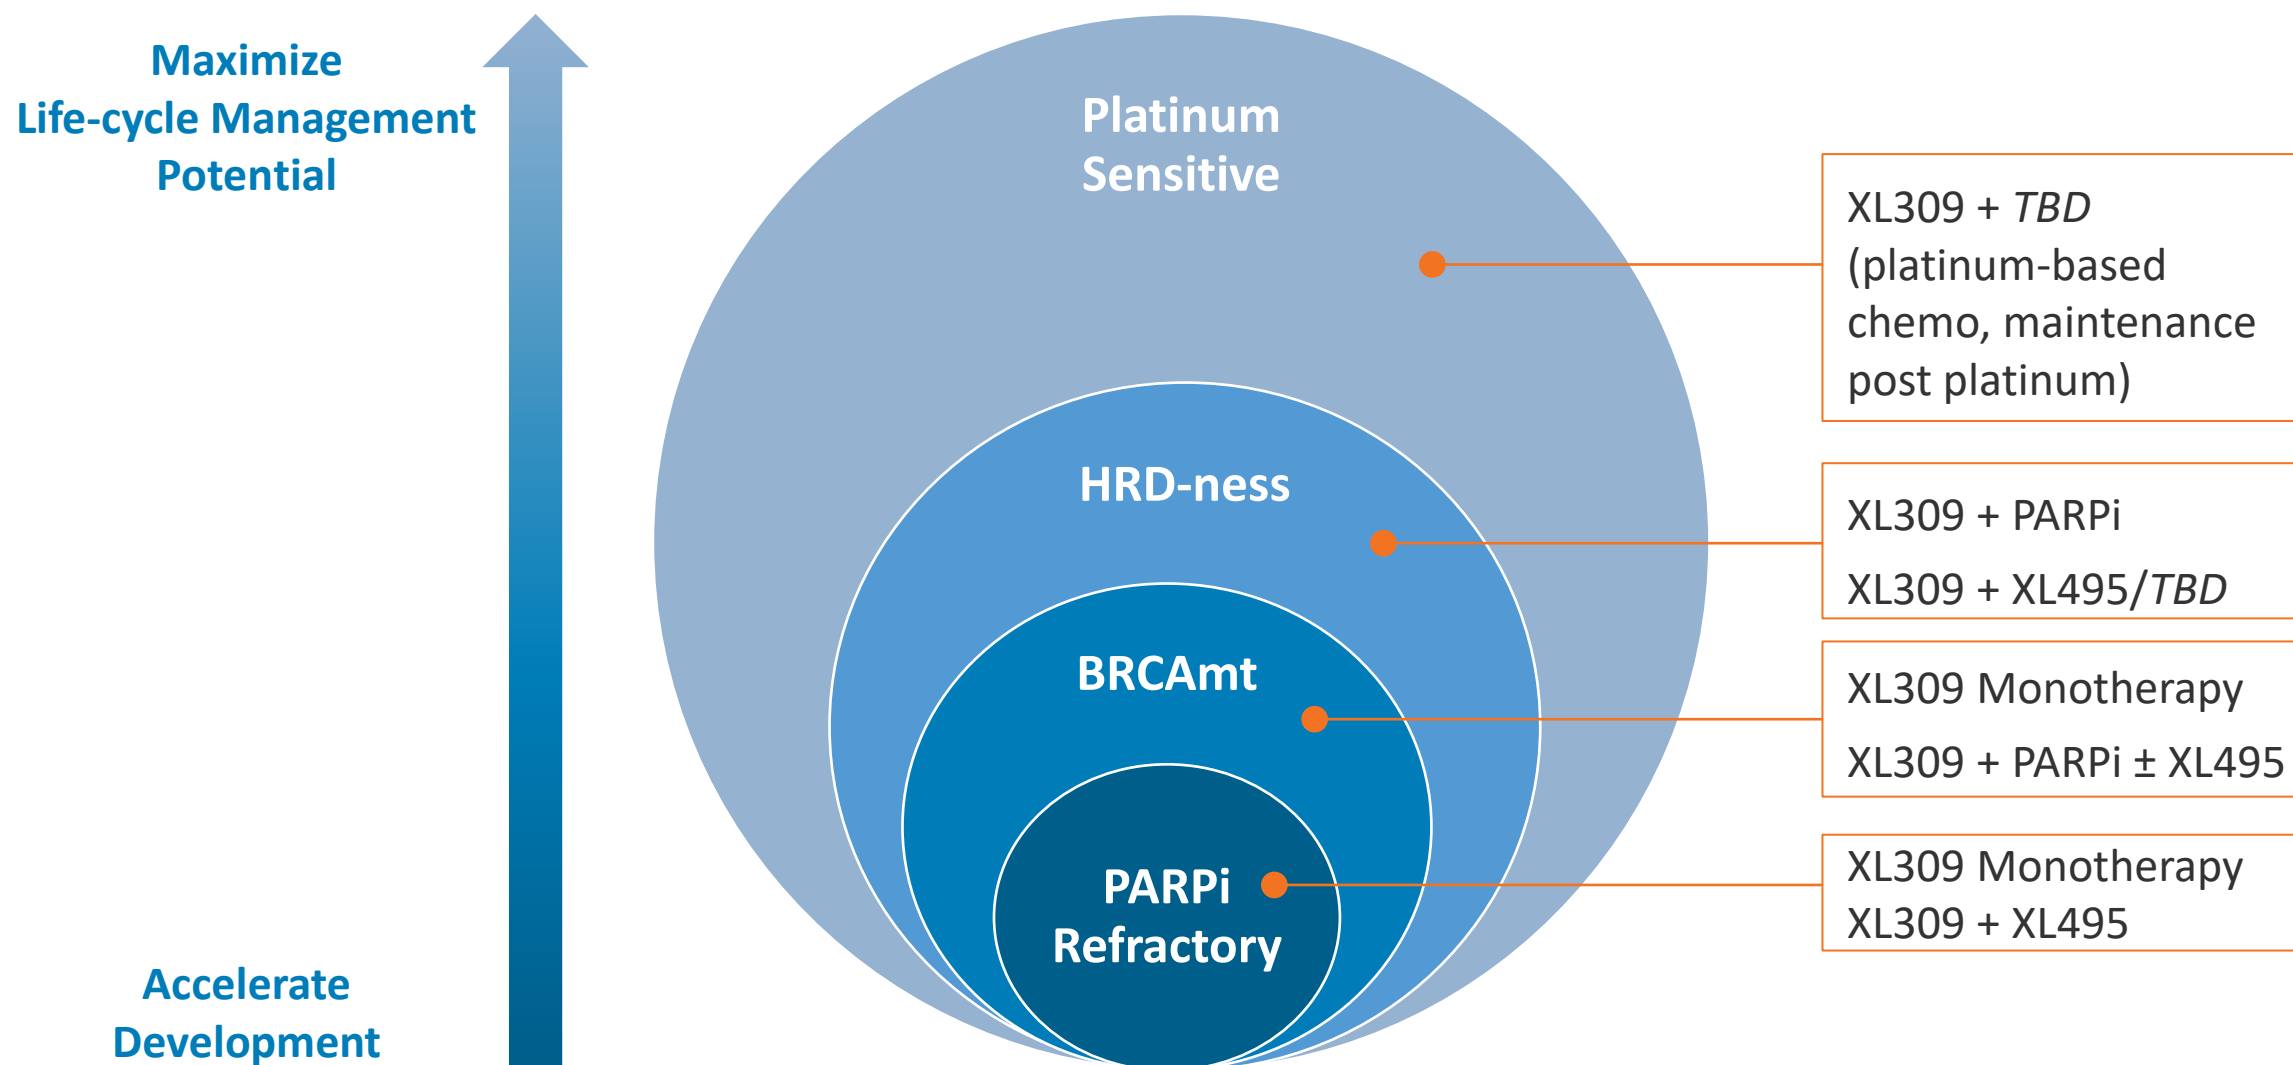 Maximize
Life-cycle Management
Potential
Accelerate
Development
Platinum
Sensitive
HRD-ness
BRCAmt
PARPi
Refractory
XL309 + TBD
(platinum-based
chemo, maintenance
post platinum)
XL309 + PARPi
XL309 + XL495/TBD
XL309 Monotherapy
XL309 + PARPi ± XL495
XL309 Monotherapy
XL309 + XL495